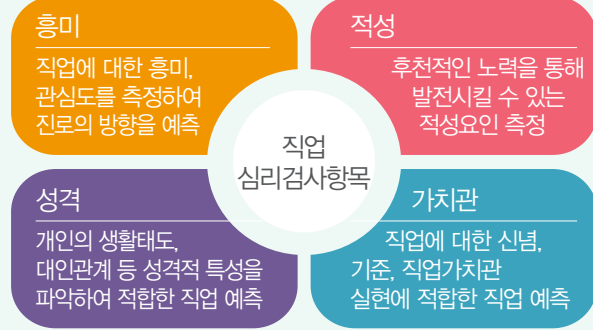 흥미
직업에 대한 흥미,
관심도를 측정하여
진로의 방향을 예측
적성
후천적인 노력을 통해
발전시킬 수 있는
적성요인 측정
직업
심리검사항목
성격
개인의 생활태도,
대인관계 등 성격적 특성을
파악하여 적합한 직업 예측
가치관
직업에 대한 신념,
기준, 직업가치관
실현에 적합한 직업 예측